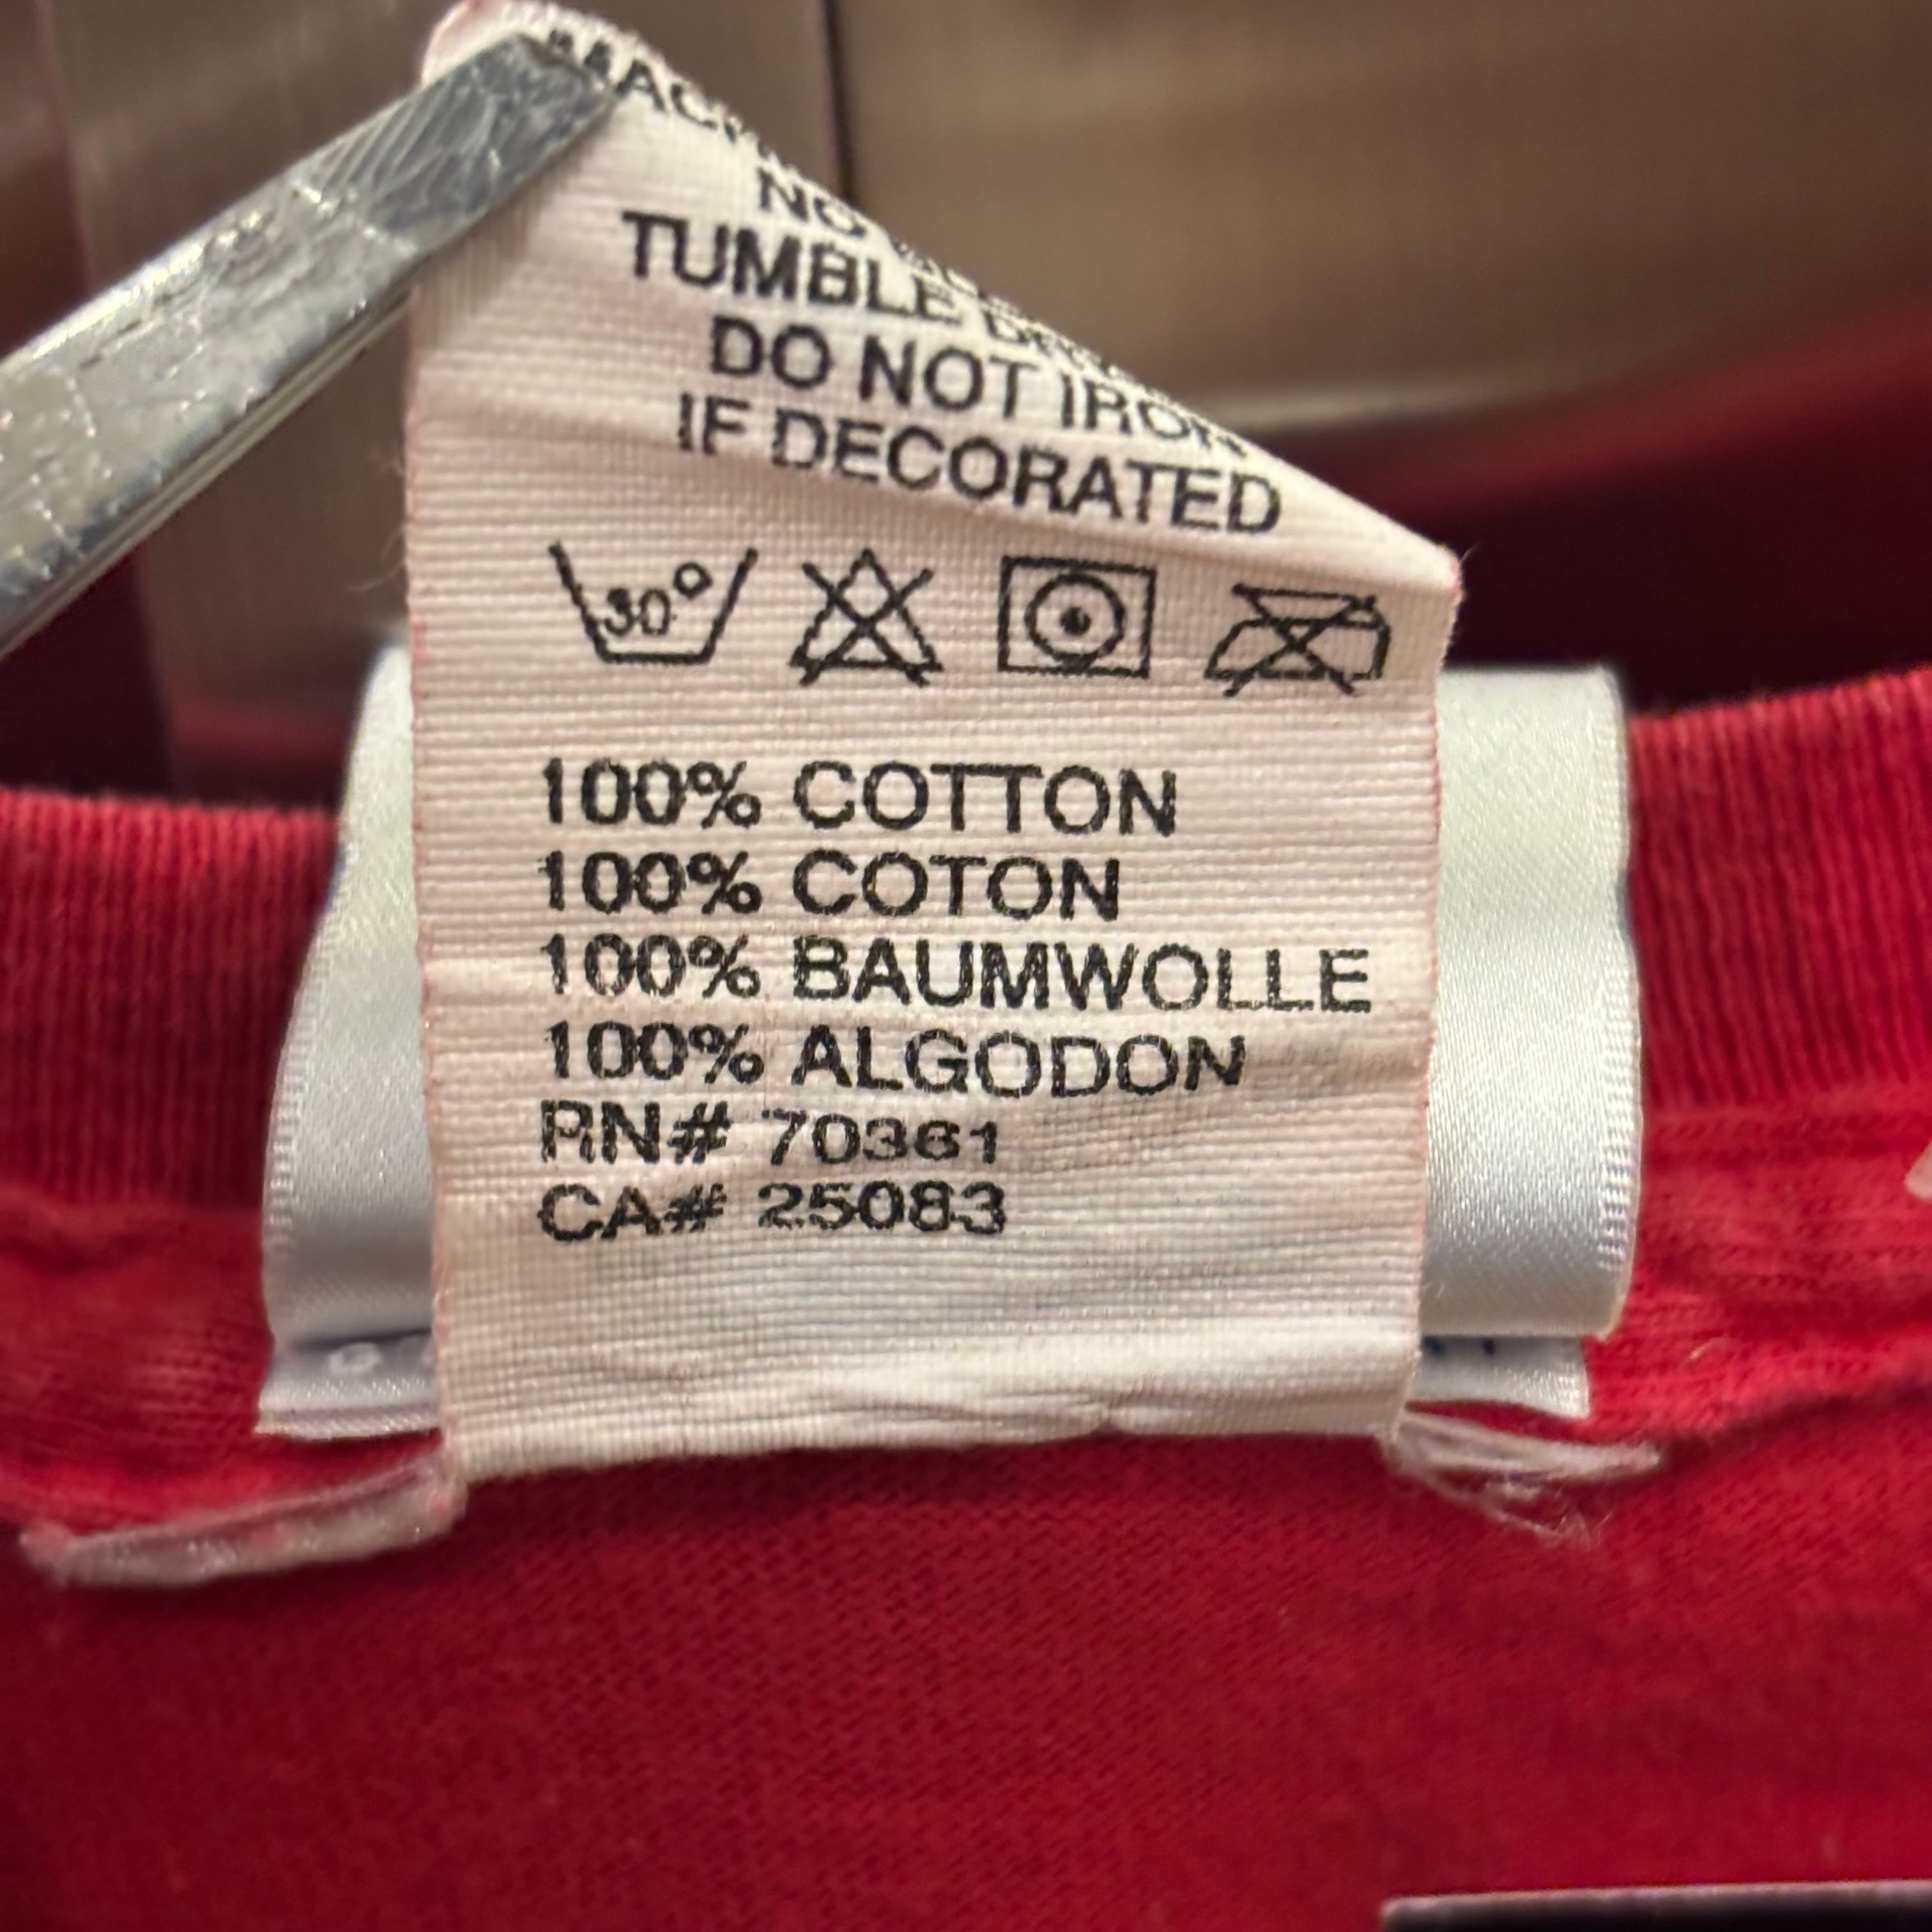 TUMBLE
DO NOT IRON
IF DECORATED
30°
100% COTTON
100% COTON
100% BAUMWOLLE
100% ALGODON
RN# 70361
CA# 25083